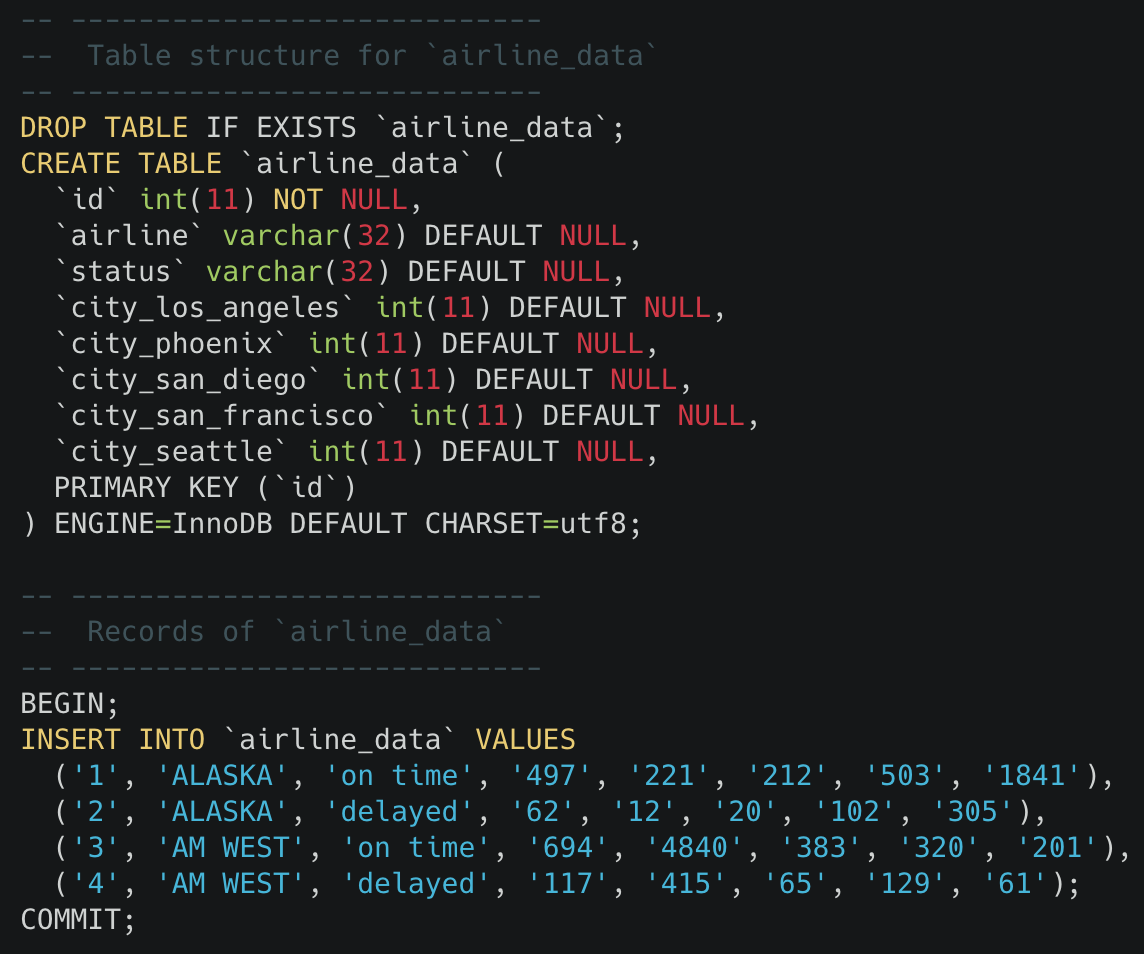 -- ----------------------------
--  Table structure for `airline_data`
-- ----------------------------
DROP TABLE IF EXISTS `airline_data`;
CREATE TABLE `airline_data` (
  `id` int(11) NOT NULL,
  `airline` varchar(32) DEFAULT NULL,
  `status` varchar(32) DEFAULT NULL,
  `city_los_angeles` int(11) DEFAULT NULL,
  `city_phoenix` int(11) DEFAULT NULL,
  `city_san_diego` int(11) DEFAULT NULL,
  `city_san_francisco` int(11) DEFAULT NULL,
  `city_seattle` int(11) DEFAULT NULL,
  PRIMARY KEY (`id`)
) ENGINE=InnoDB DEFAULT CHARSET=utf8;

-- ----------------------------
--  Records of `airline_data`
-- ----------------------------
BEGIN;
INSERT INTO `airline_data` VALUES
  ('1', 'ALASKA', 'on time', '497', '221', '212', '503', '1841'),
  ('2', 'ALASKA', 'delayed', '62', '12', '20', '102', '305'),
  ('3', 'AM WEST', 'on time', '694', '4840', '383', '320', '201'),
  ('4', 'AM WEST', 'delayed', '117', '415', '65', '129', '61');
COMMIT;